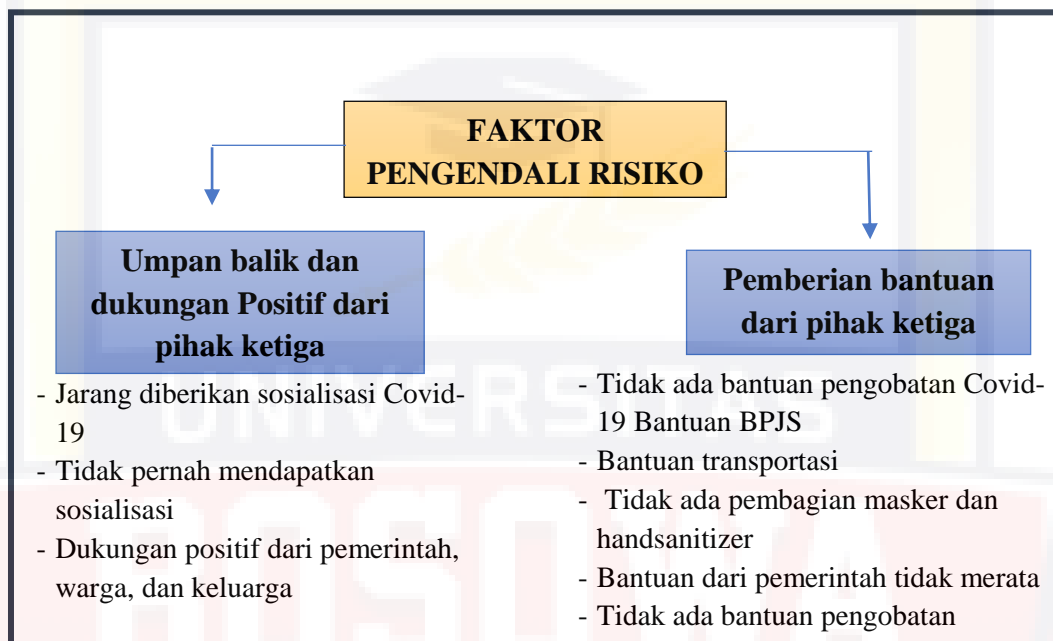 FAKTOR
PENGENDALI RISIKO
Umpan balik dan
dukungan Positif dari
pihak ketiga
- Jarang diberikan sosialisasi Covid-
19
- Tidak pernah mendapatkan
sosialisasi
- Dukungan positif dari pemerintah,
warga, dan keluarga
Pemberian bantuan
dari pihak ketiga
- Tidak ada bantuan pengobatan Covid-
19 Bantuan BPJS
- Bantuan transportasi
- Tidak ada pembagian masker dan
handsanitizer
- Bantuan dari pemerintah tidak merata
- Tidak ada bantuan pengobatan
UNIVERSITAS
BOSOWA